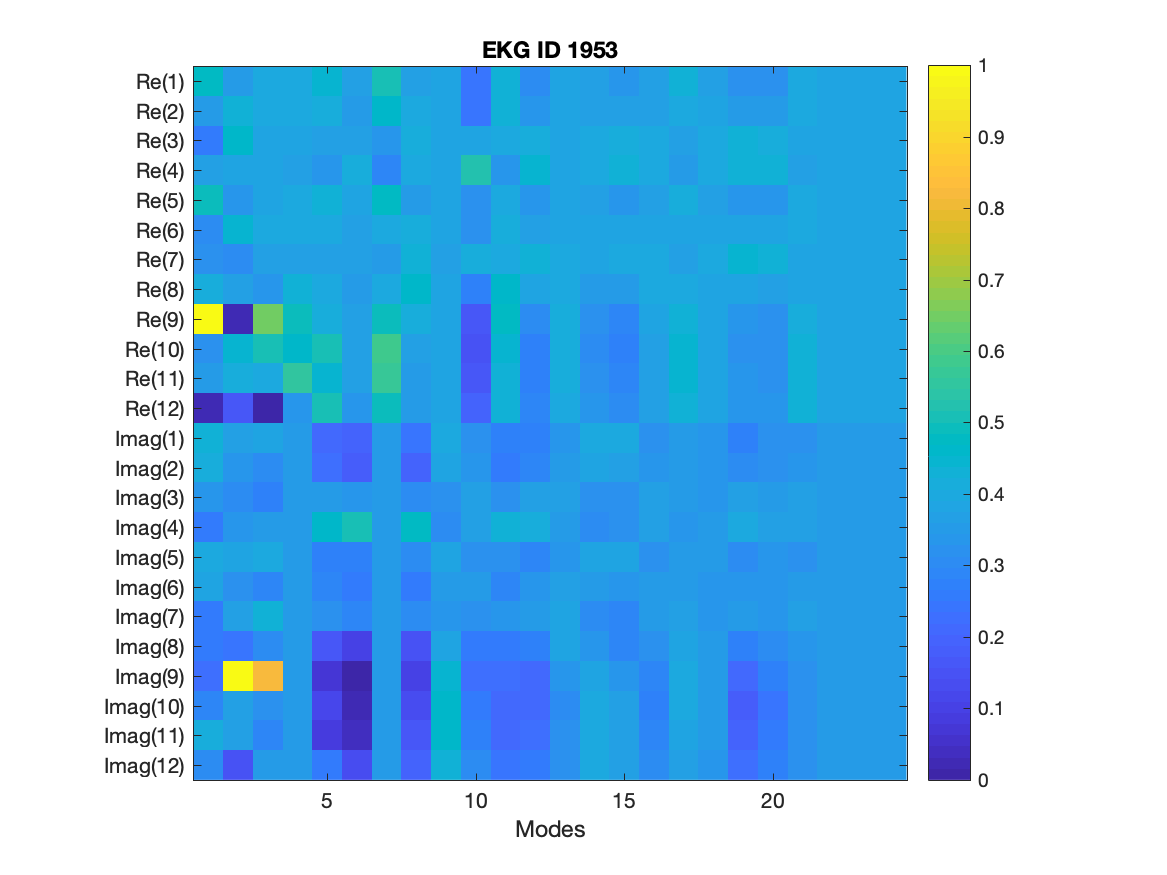 EKG ID 1953
Re(1)
Re(2)
Re(3)
Re(4)
Re(5)
Re(6)
Re(7)
Re(8)
Re(9)
Re(10)
Re(11)
Re(12)
Imag(1)
Imag(2)
Imag(3)
Imag(4)
Imag(5)
Imag(6)
Imag(7)
Imag(8)
Imag(9)
Imag(10)
Imag(11)
Imag(12)
5 10 15 20
Modes
1
0.9
0.8
0.7
0.6
0.5
0.4
0.3
0.2
0.1
0